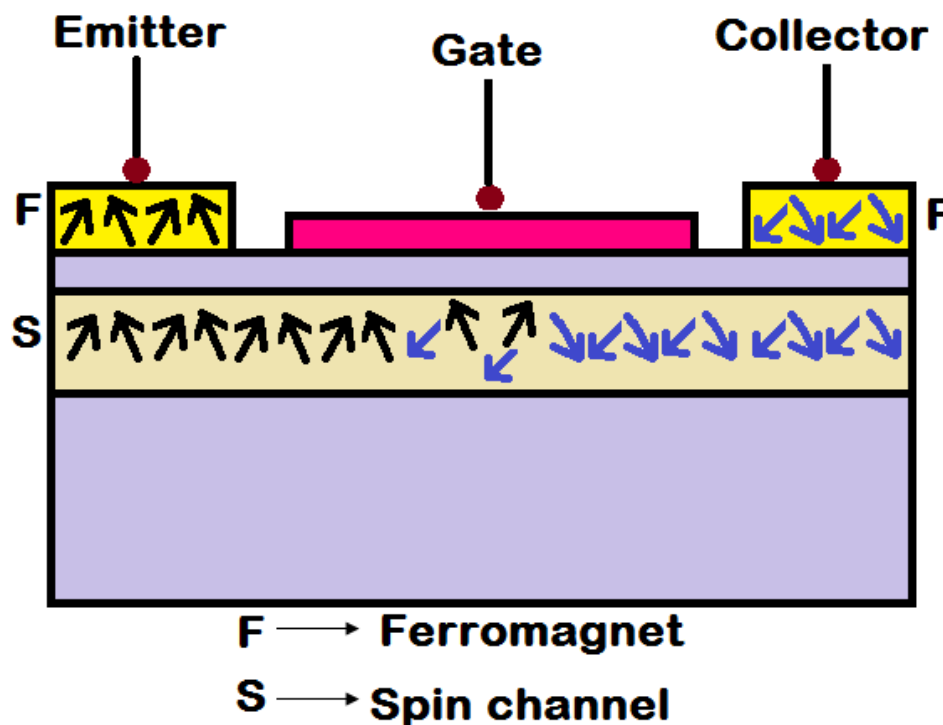 Emitter
Gate
Collector
F
F
S
F → Ferromagnet
S → Spin channel